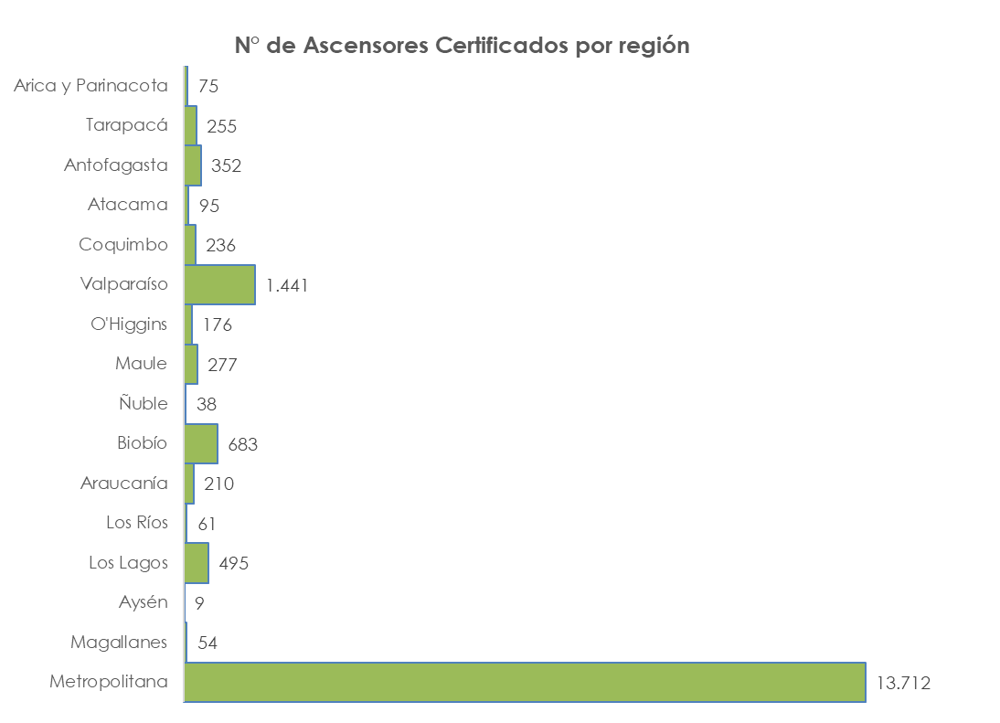 N° de Ascensores Certificados por región
Arica y Parinacota 75
Tarapacá 255
Antofagasta 352
Atacama 95
Coquimbo 236
Valparaíso 1.441
O'Higgins 176
Maule 277
Ñuble 38
Biobío 683
Araucanía 210
Los Ríos 61
Los Lagos 495
Aysén 9
Magallanes 54
Metropolitana 13.712